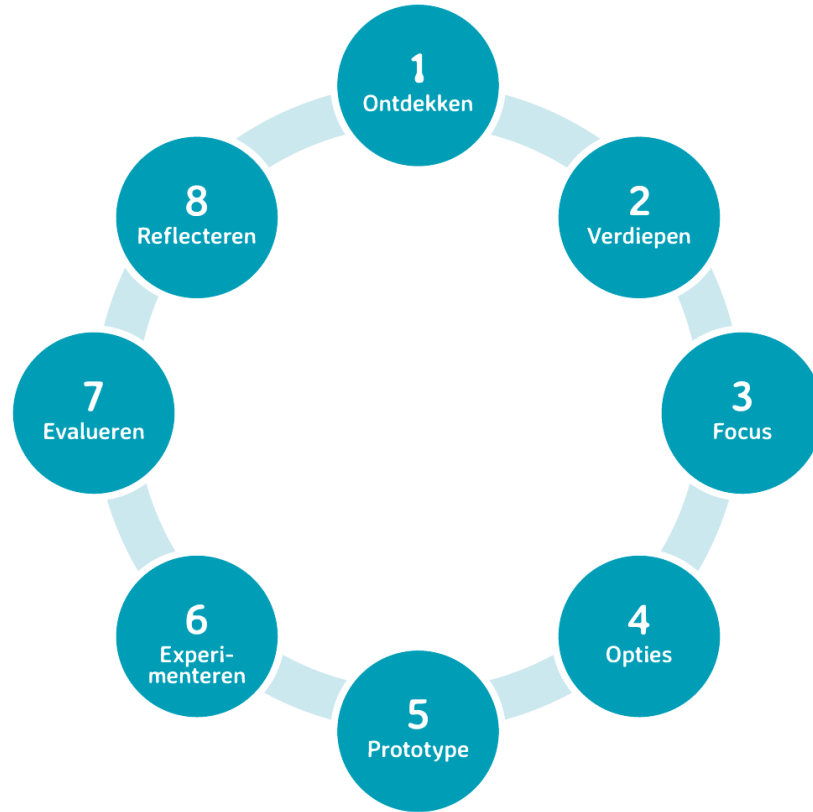 1
Ontdekken
2
Verdiepen
3
Focus
4
Opties
5
Prototype
6
Experi-
menteren
7
Evalueren
8
Reflecteren